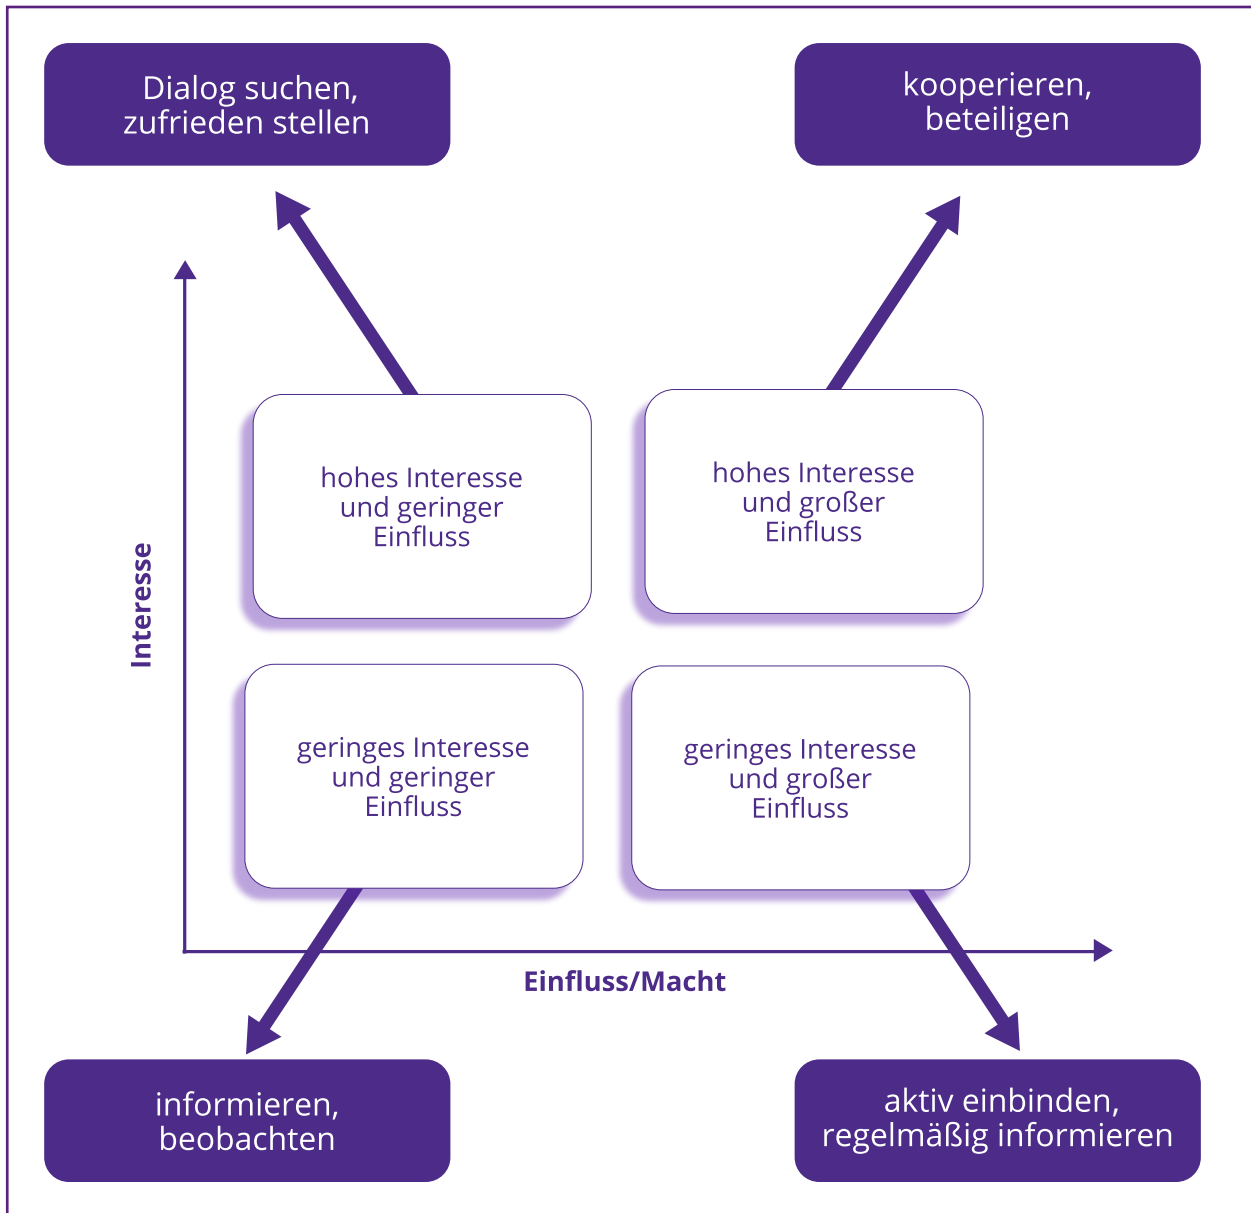 Dialog suchen,
zufrieden stellen
kooperieren,
beteiligen
hohes Interesse
und geringer
Einfluss
hohes Interesse
und großer
Einfluss
Interesse
geringes Interesse
und geringer
Einfluss
geringes Interesse
und großer
Einfluss
Einfluss/Macht
informieren,
beobachten
aktiv einbinden,
regelmäßig informieren